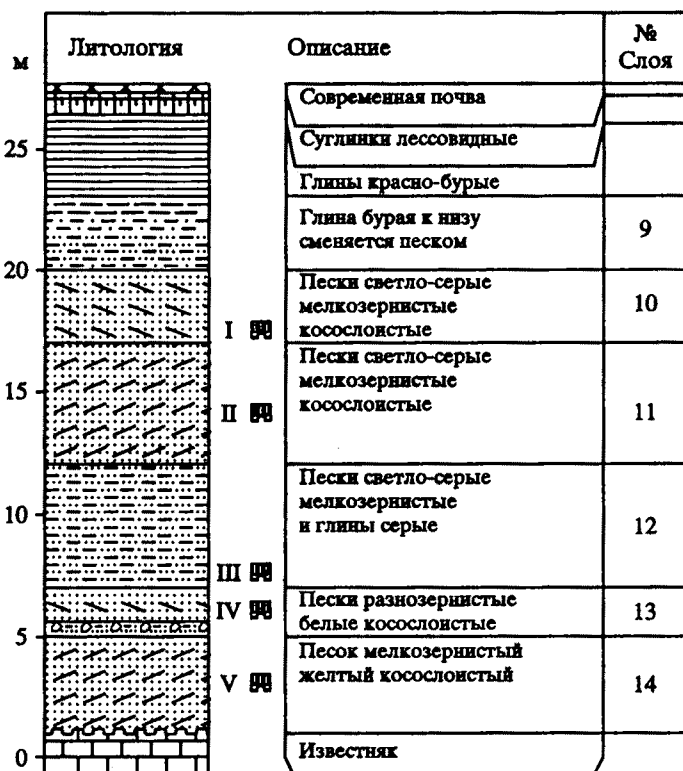 м
Литология
Описание
№
Слоя
Современная почва
Суглинки лессовидные
25
Глины красно-бурые
Глина бурая к низу
сменяется песком
9
20
Пески светло-серые
мелкозернистые
косослоистые
10
I
Пески светло-серые
мелкозернистые
косослоистые
15
II
11
Пески светло-серые
мелкозернистые
и глины серые
10
12
III
Пески разнозернистые
белые косослоистые
IV
13
5
Песок мелкозернистый
желтый косослоистый
V
14
Известняк
0